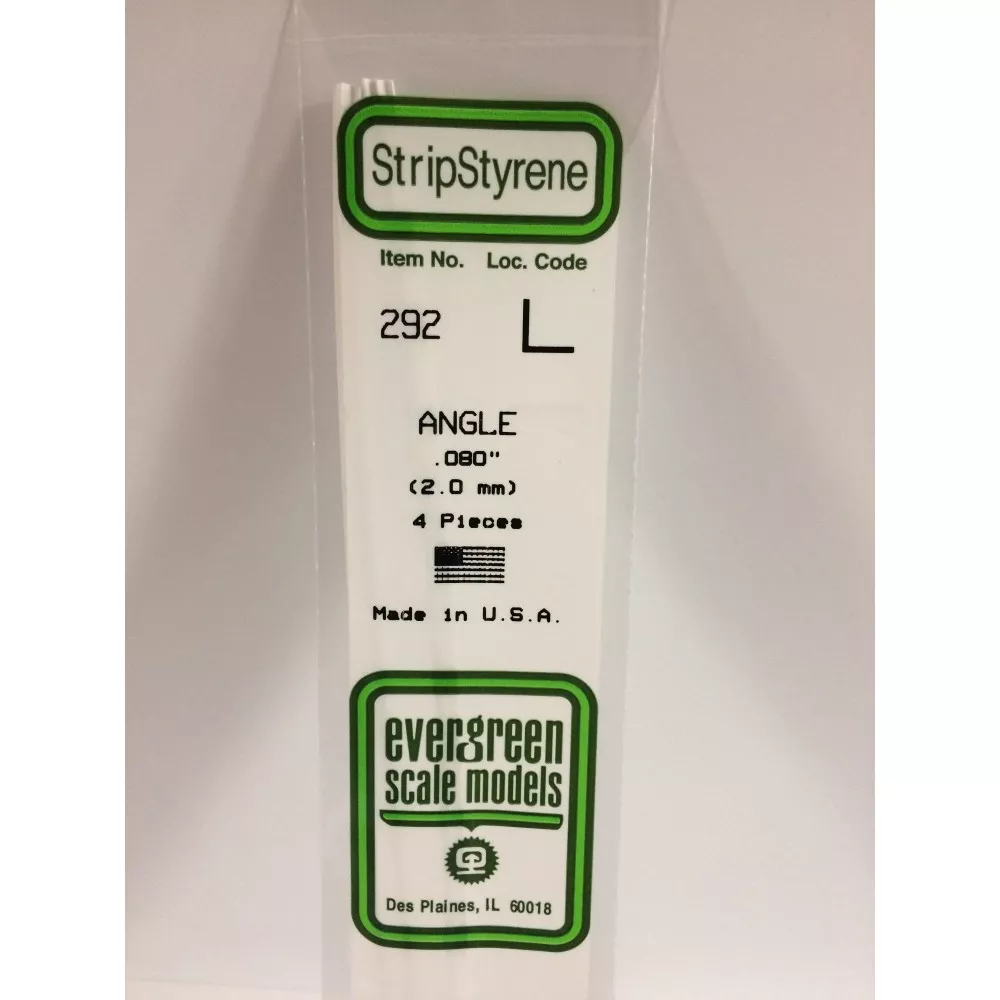 StripStyrene
Item No. Loc. Code
292 L
ANGLE
.080"
(2.0 mm)
4 Pieces
Made in U.S.A.
evergreen
scale models
Des Plaines, IL 60018